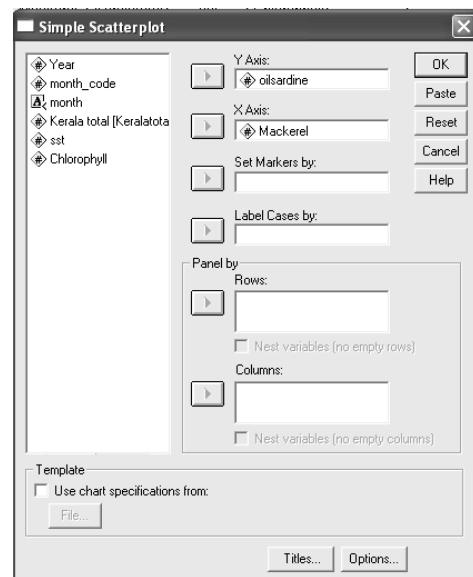 Simple Scatterplot
Year
month_code
month
Kerala total [Keralatota
sst
Chlorophyll
Y Axis:
oilsardine
X Axis:
Mackerel
Set Markers by:
Label Cases by:
Panel by
Rows:
Nest variables (no empty rows)
Columns:
Nest variables (no empty columns)
OK
Paste
Reset
Cancel
Help
Template
Use chart specifications from:
File...
Titles...
Options...